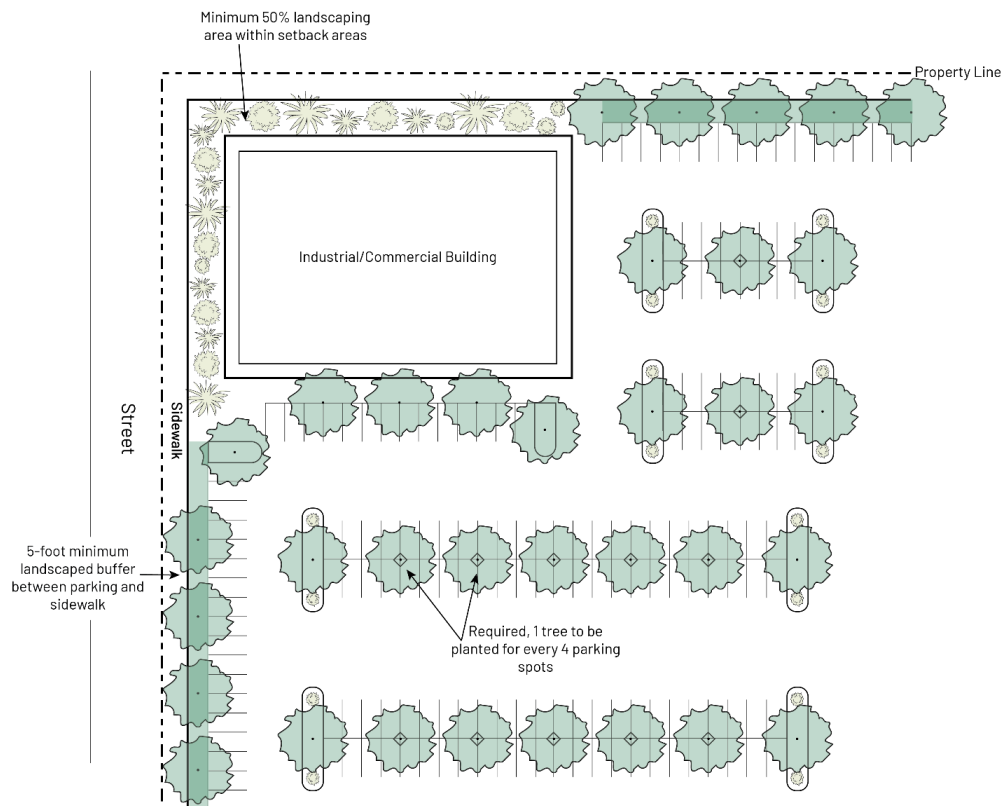 Minimum 50% landscaping
area within setback areas
Property Line
Industrial/Commercial Building
Street
Sidewalk
5-foot minimum
landscaped buffer
between parking and
sidewalk
Required, 1 tree to be
planted for every 4 parking
spots